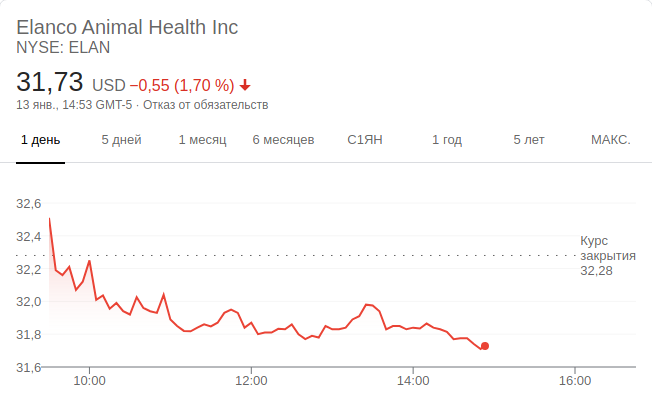 Elanco Animal Health Inc
NYSE: ELAN
31,73 USD −0,55 (1,70 %)
13 янв., 14:53 GMT-5 · Отказ от обязательств
1 день 5 дней 1 месяц 6 месяцев С1ЯН 1 год 5 лет МАКС.
32,6
32,4
32,2
32,0
31,8
31,6
Курс
закрытия
32,28
10:00 12:00 14:00 16:00